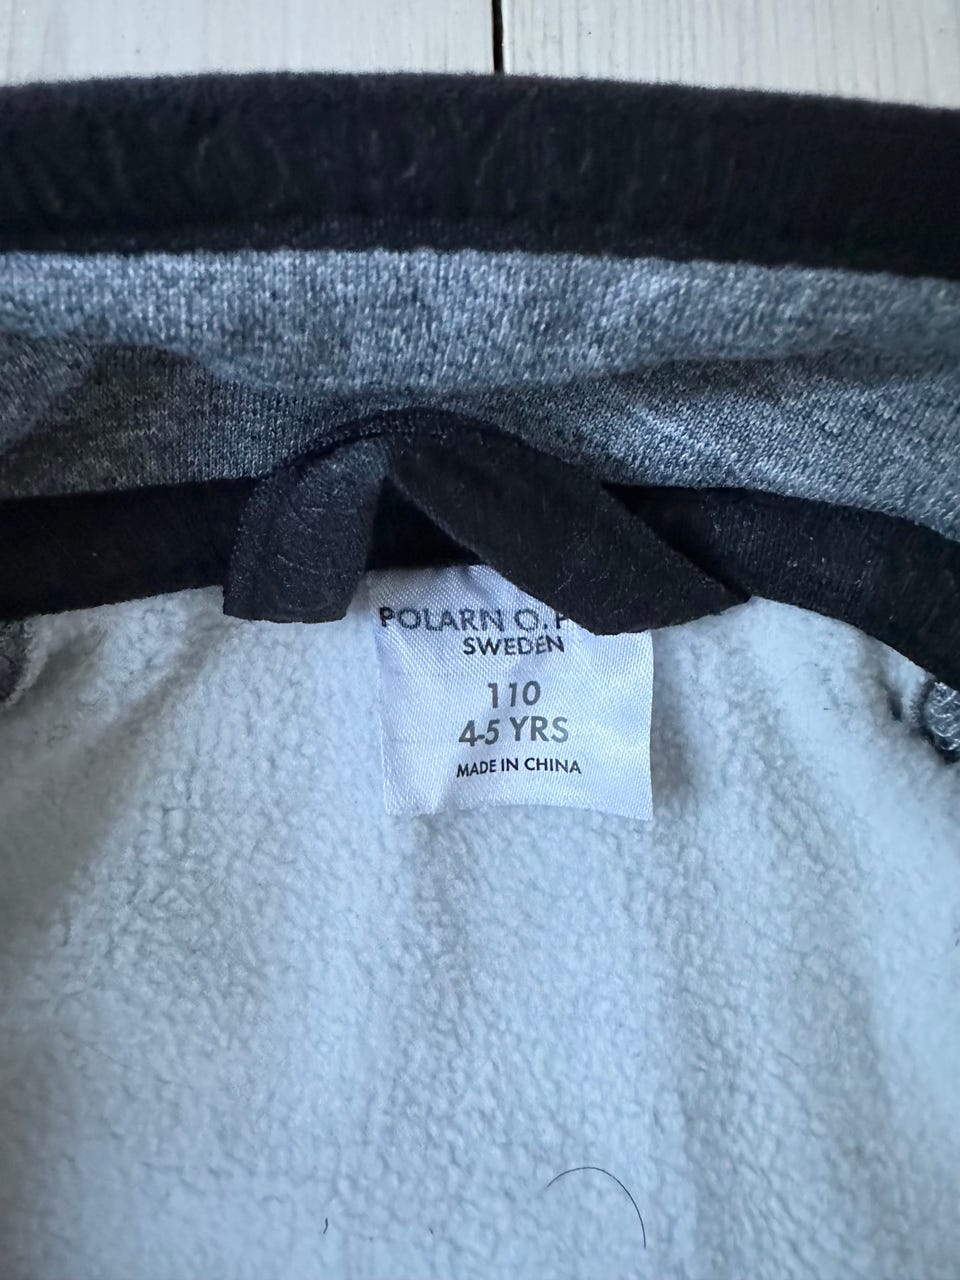 POLARN O. P
SWEDEN
110
4-5 YRS
MADE IN CHINA